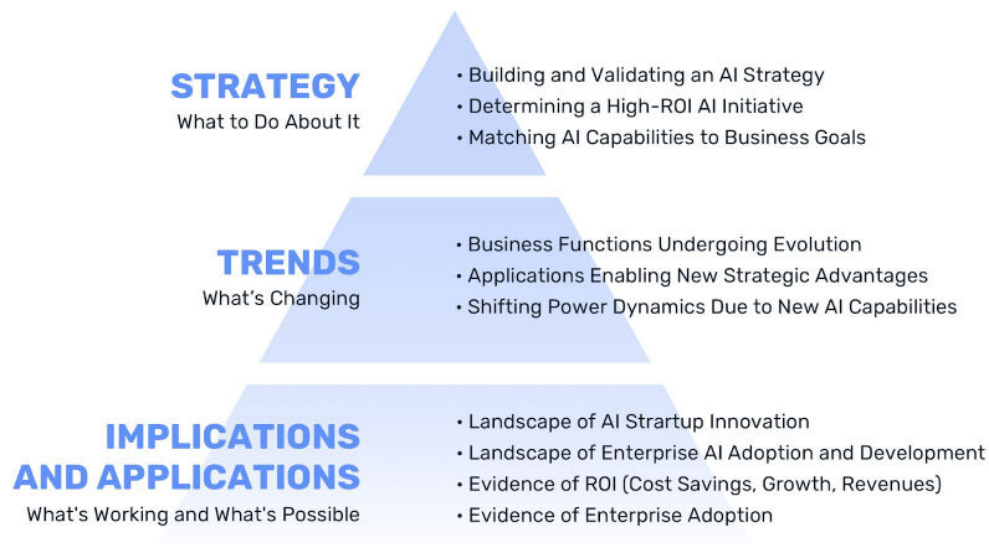 STRATEGY
What to Do About It
• Building and Validating an AI Strategy
• Determining a High-ROI AI Initiative
• Matching AI Capabilities to Business Goals
TRENDS
What's Changing
• Business Functions Undergoing Evolution
• Applications Enabling New Strategic Advantages
• Shifting Power Dynamics Due to New AI Capabilities
IMPLICATIONS
AND APPLICATIONS
What's Working and What's Possible
• Landscape of AI Strartup Innovation
• Landscape of Enterprise AI Adoption and Development
• Evidence of ROI (Cost Savings, Growth, Revenues)
• Evidence of Enterprise Adoption